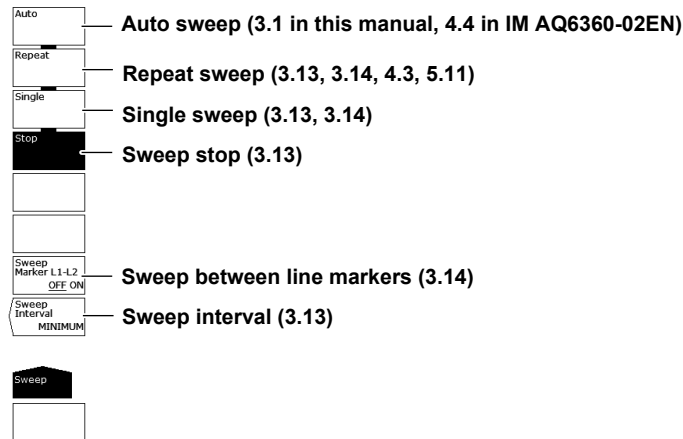 Auto
Auto sweep (3.1 in this manual, 4.4 in IM AQ6360-02EN)
Repeat
Repeat sweep (3.13, 3.14, 4.3, 5.11)
Single
Single sweep (3.13, 3.14)
Stop
Sweep stop (3.13)
Sweep
Marker L1-L2
OFF ON
Sweep between line markers (3.14)
Sweep
Interval
MINIMUM
Sweep interval (3.13)
Sweep